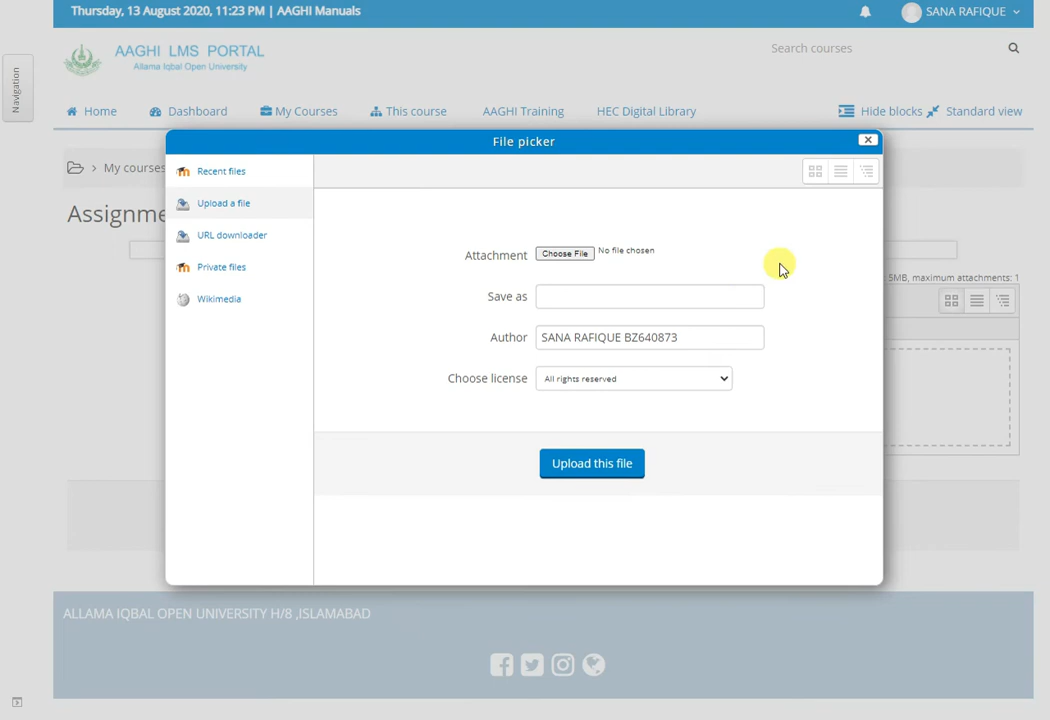 Thursday, 13 August 2020, 11:23 PM | AAGHI Manuals
SANA RAFIQUE
AAGHI LMS PORTAL
Allama Iqbal Open University
Search courses
Navigation
Home
Dashboard
My Courses
This course
AAGHI Training
HEC Digital Library
Hide blocks
Standard view
File picker
My courses
Recent files
Upload a file
URL downloader
Private files
Wikimedia
Attachment
Choose File
No file chosen
Save as
Author
SANA RAFIQUE BZ640873
Choose license
All rights reserved
Upload this file
5MB, maximum attachments: 1
ALLAMA IQBAL OPEN UNIVERSITY H/8 ,ISLAMABAD